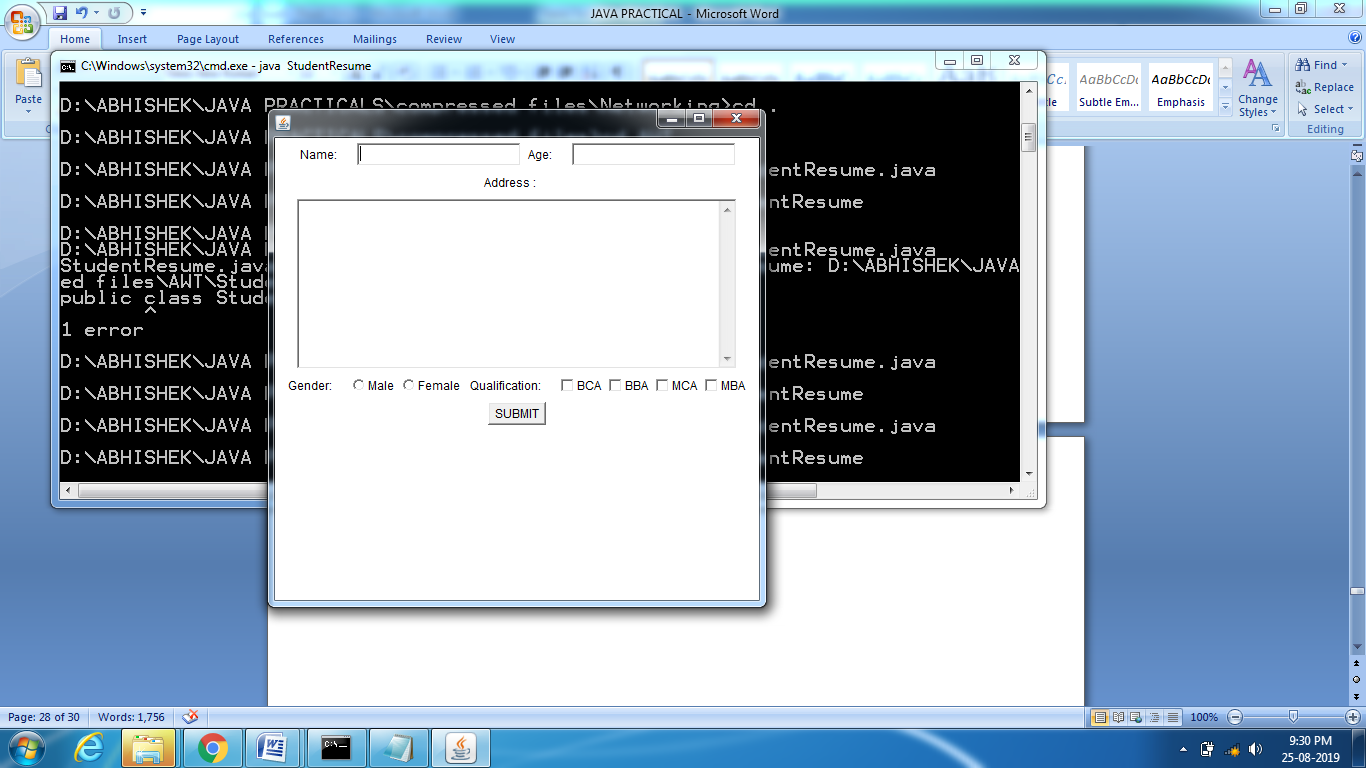 JAVA PRACTICAL - Microsoft Word
Home Insert Page Layout References Mailings Review View
Paste
AaBbCcDc AaBbCcDc
Subtle Em... Emphasis
Change Styles
Find
Replace
Select
Editing
C:\Windows\system32\cmd.exe - java StudentResume
D:\ABHISHEK\JAVA PRACTICALS\compressed files\Networking>cd .
D:\ABHISHEK\JAVA
D:\ABHISHEK\JAVA entResume.java
D:\ABHISHEK\JAVA ntResume
D:\ABHISHEK\JAVA
D:\ABHISHEK\JAVA entResume.java
StudentResume.java ume: D:\ABHISHEK\JAVA
ed files\AWT\Stud
public class Stud
^
1 error
D:\ABHISHEK\JAVA entResume.java
D:\ABHISHEK\JAVA ntResume
D:\ABHISHEK\JAVA entResume.java
D:\ABHISHEK\JAVA ntResume
Name: Age:
Address :
Gender: Male Female Qualification: BCA BBA MCA MBA
SUBMIT
Page: 28 of 30 Words: 1,756 100%
9:30 PM
25-08-2019